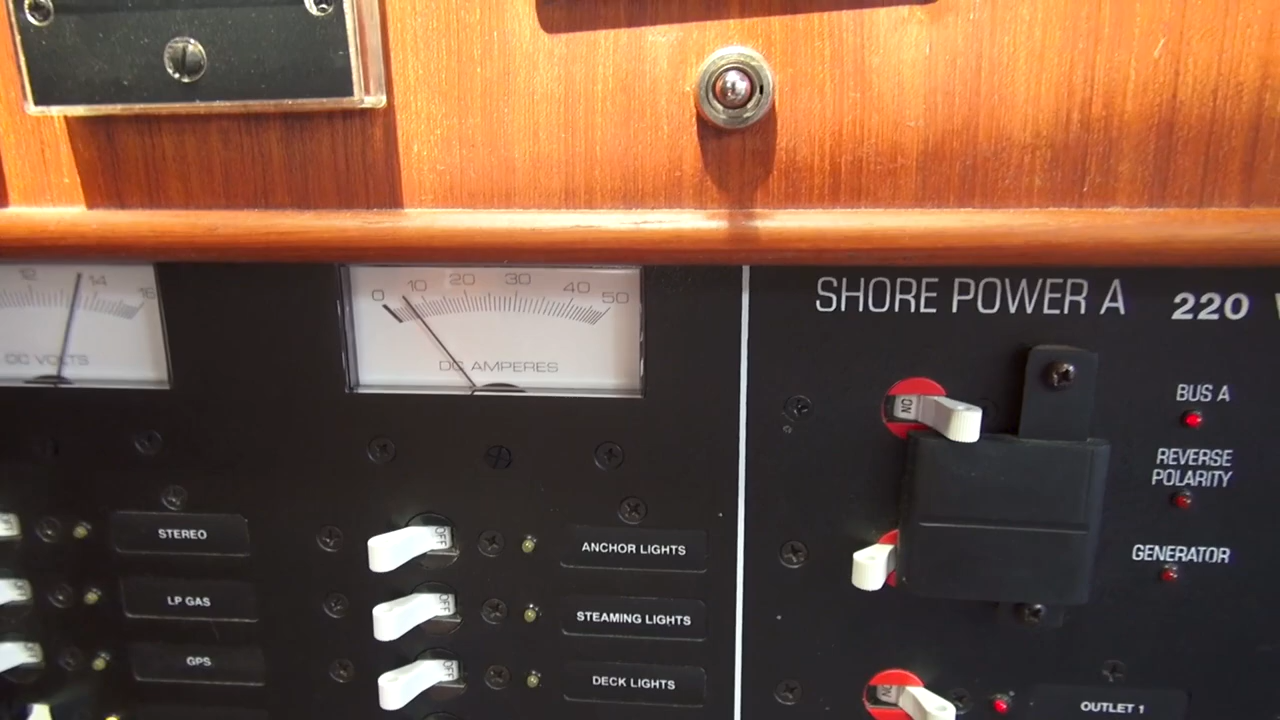 12 14 16
DC VOLTS
0 10 20 30 40 50
DC AMPERES
SHORE POWER A 220
ON
BUS A
REVERSE
POLARITY
GENERATOR
STEREO
LP GAS
GPS
OFF
ANCHOR LIGHTS
OFF
STEAMING LIGHTS
OFF
DECK LIGHTS
ON
OUTLET 1